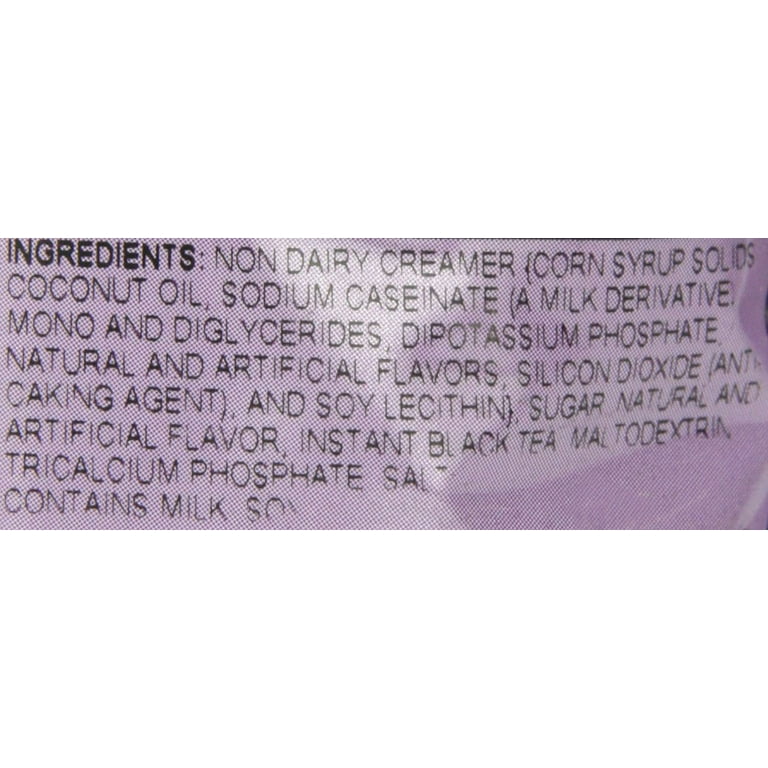 INGREDIENTS: NON DAIRY CREAMER {CORN SYRUP SOLIDS
COCONUT OIL, SODIUM CASEINATE (A MILK DERIVATIVE)
MONO AND DIGLYCERIDES, DIPOTASSIUM PHOSPHATE,
NATURAL AND ARTIFICIAL FLAVORS, SILICON DIOXIDE (ANTI-
CAKING AGENT), AND SOY LECITHIN}, SUGAR, NATURAL AND
ARTIFICIAL FLAVOR, INSTANT BLACK TEA, MALTODEXTRIN,
TRICALCIUM PHOSPHATE, SALT
CONTAINS MILK, SOY